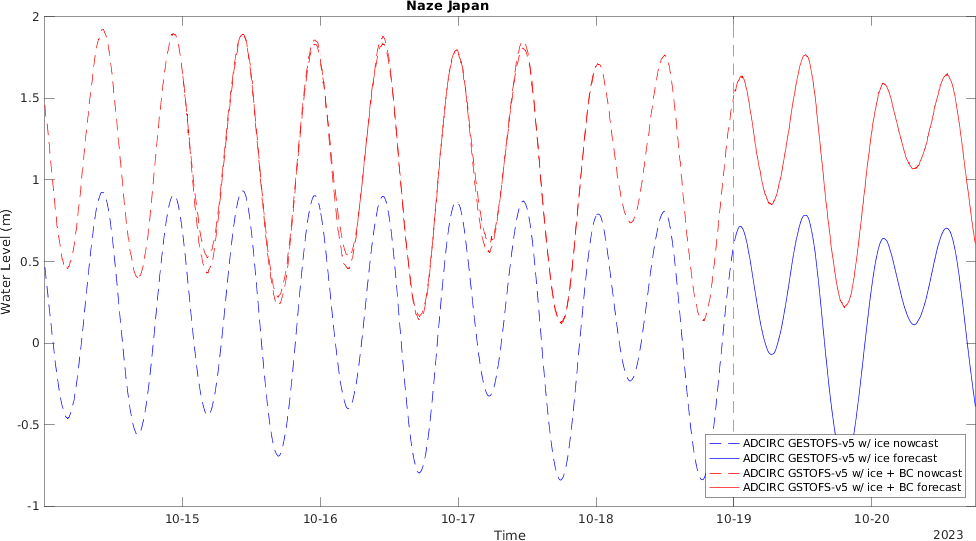 Naze Japan
2
1.5
1
0.5
0
-0.5
-1
Water Level (m)
10-15
10-16
10-17
10-18
10-19
10-20
Time
2023
ADCIRC GESTOFS-v5 w/ ice nowcast
ADCIRC GESTOFS-v5 w/ ice forecast
ADCIRC GSTOFS-v5 w/ ice + BC nowcast
ADCIRC GSTOFS-v5 w/ ice + BC forecast